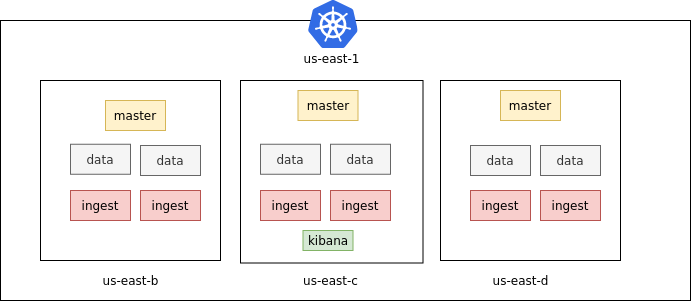 us-east-1
master
master
master
data
data
data
data
data
data
ingest
ingest
ingest
ingest
ingest
ingest
kibana
us-east-b
us-east-c
us-east-d